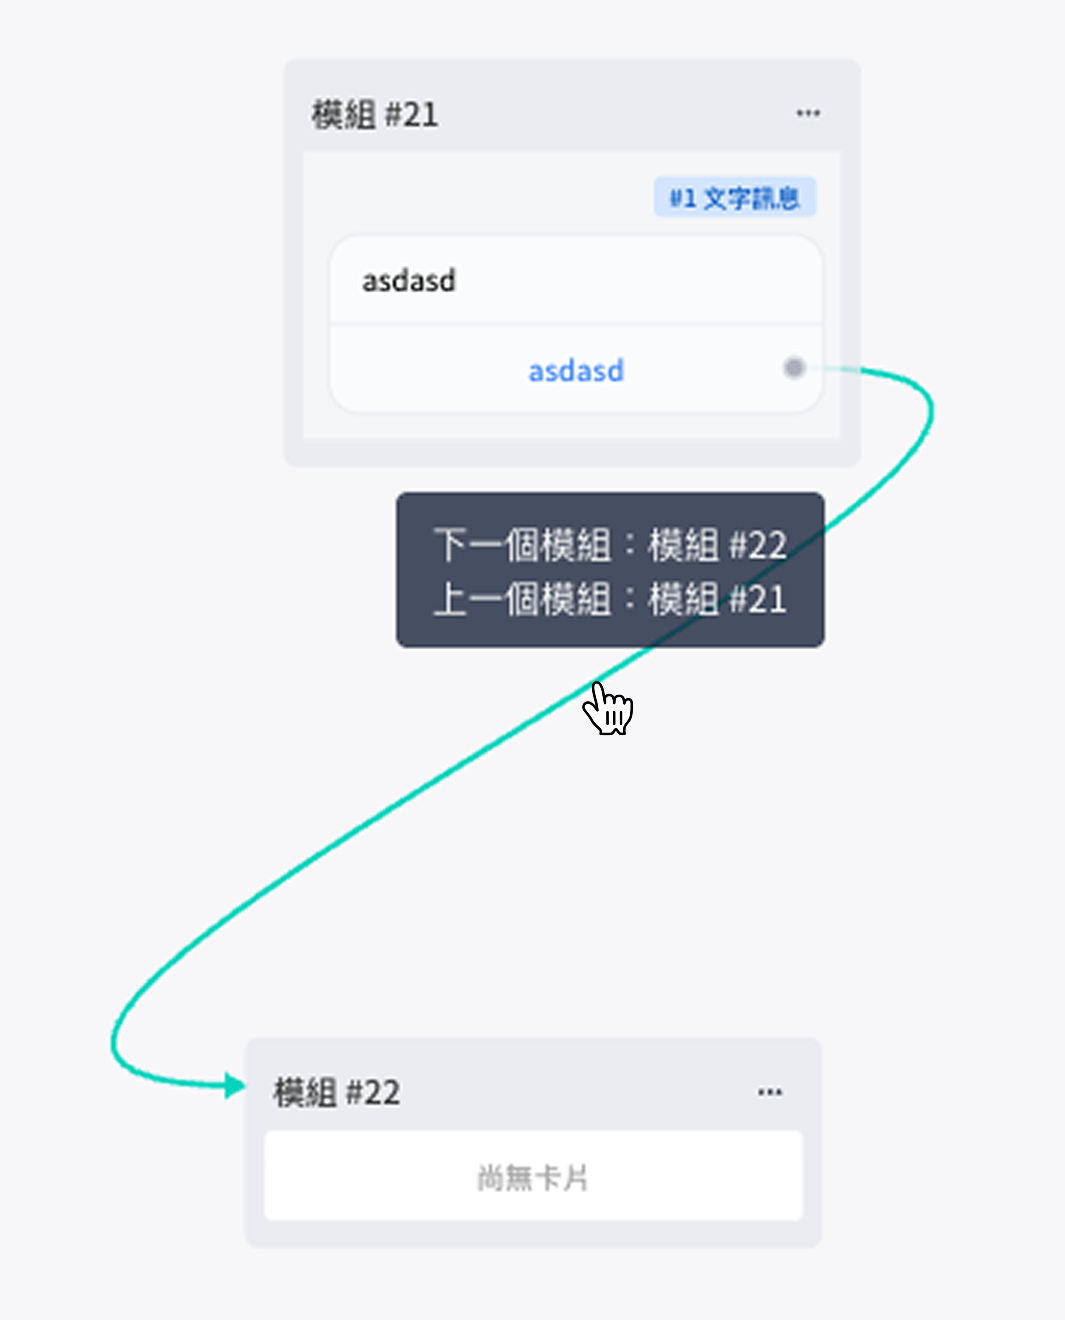 模組 #21
#1 文字訊息
asdasd
asdasd
下一個模組：模組 #22
上一個模組：模組 #21
模組 #22
尚無卡片